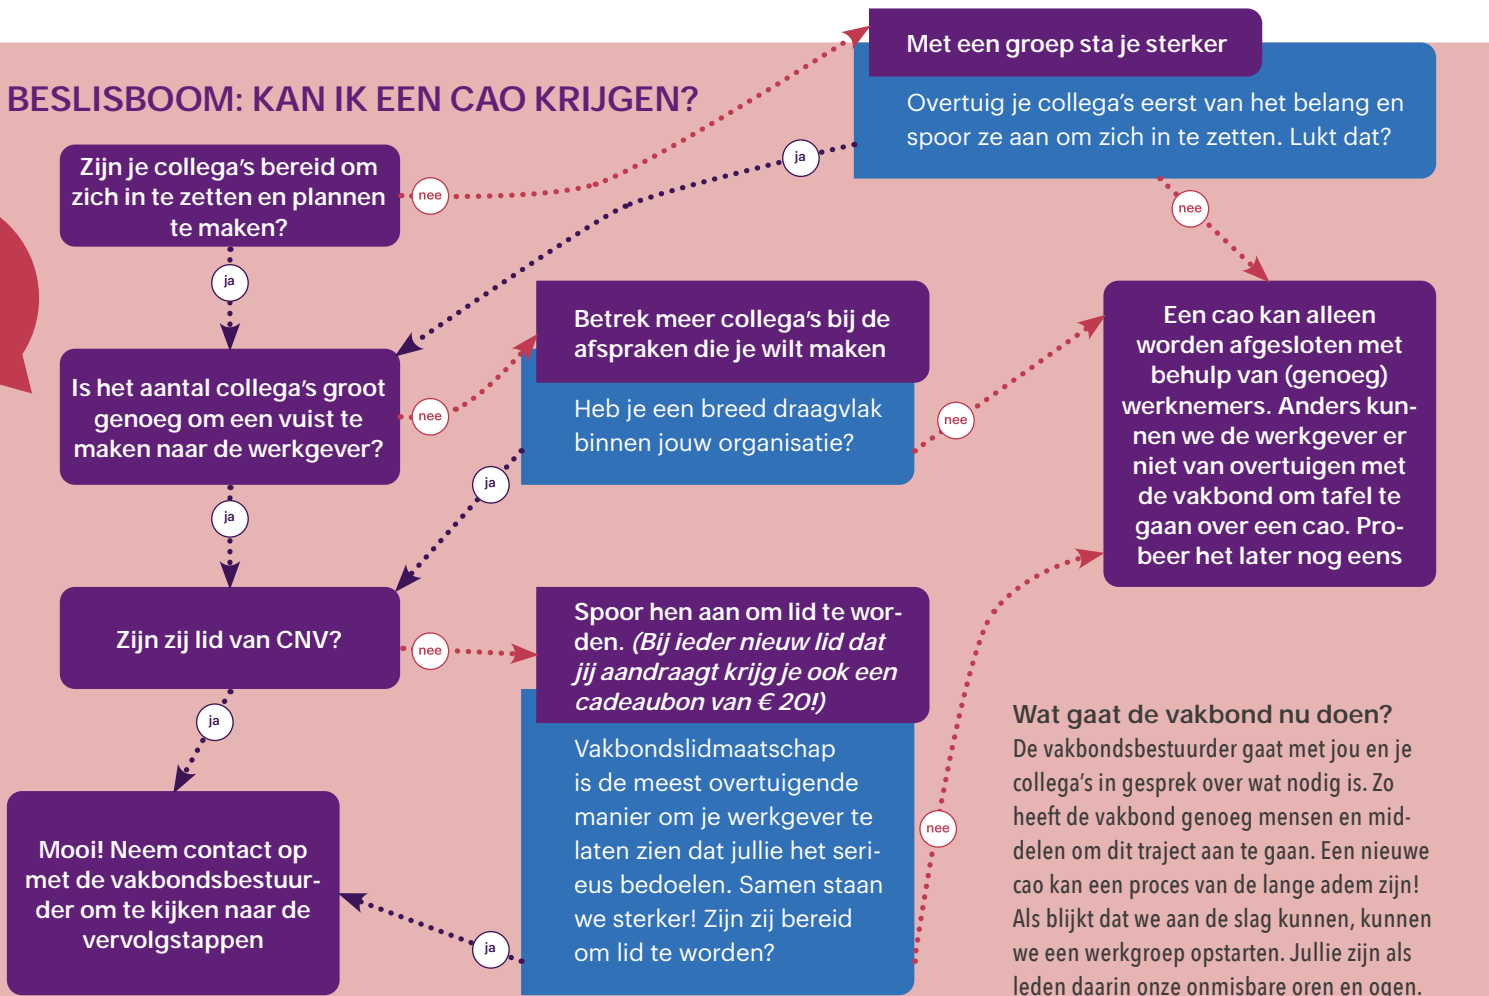 BESLISBOOM: KAN IK EEN CAO KRIJGEN?
Met een groep sta je sterker
Overtuig je collega's eerst van het belang en
spoor ze aan om zich in te zetten. Lukt dat?
ja
nee
Zijn je collega's bereid om
zich in te zetten en plannen
te maken?
nee
ja
Is het aantal collega's groot
genoeg om een vuist te
maken naar de werkgever?
nee
ja
Betrek meer collega's bij de
afspraken die je wilt maken
Heb je een breed draagvlak
binnen jouw organisatie?
nee
ja
Een cao kan alleen
worden afgesloten met
behulp van (genoeg)
werknemers. Anders kun-
nen we de werkgever er
niet van overtuigen met
de vakbond om tafel te
gaan over een cao. Pro-
beer het later nog eens
Zijn zij lid van CNV?
nee
ja
Spoor hen aan om lid te wor-
den. (Bij ieder nieuw lid dat
jij aandraagt krijg je ook een
cadeaubon van € 20!)
Vakbondslidmaatschap
is de meest overtuigende
manier om je werkgever te
laten zien dat jullie het seri-
eus bedoelen. Samen staan
we sterker! Zijn zij bereid
om lid te worden?
nee
ja
Mooi! Neem contact op
met de vakbondsbestuur-
der om te kijken naar de
vervolgstappen
Wat gaat de vakbond nu doen?
De vakbondsbestuurder gaat met jou en je
collega's in gesprek over wat nodig is. Zo
heeft de vakbond genoeg mensen en mid-
delen om dit traject aan te gaan. Een nieuwe
cao kan een proces van de lange adem zijn!
Als blijkt dat we aan de slag kunnen, kunnen
we een werkgroep opstarten. Jullie zijn als
leden daarin onze onmisbare oren en ogen.